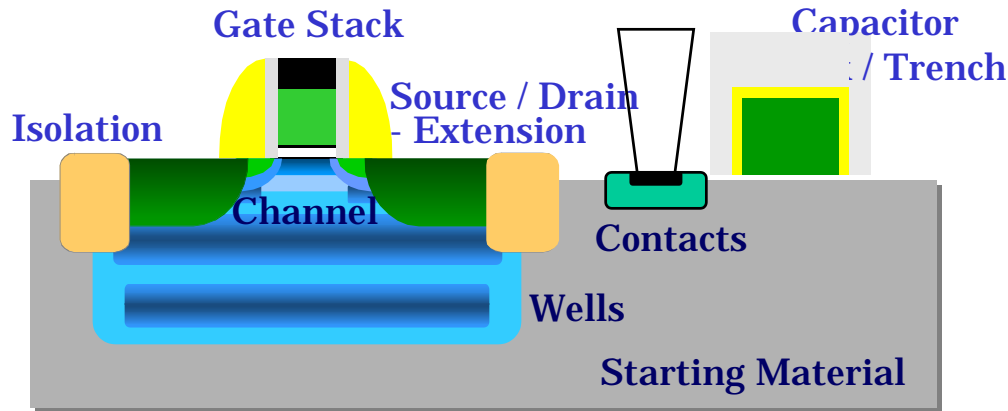 Gate Stack
Capacitor
/ Trench
Source / Drain
- Extension
Isolation
Channel
Contacts
Wells
Starting Material